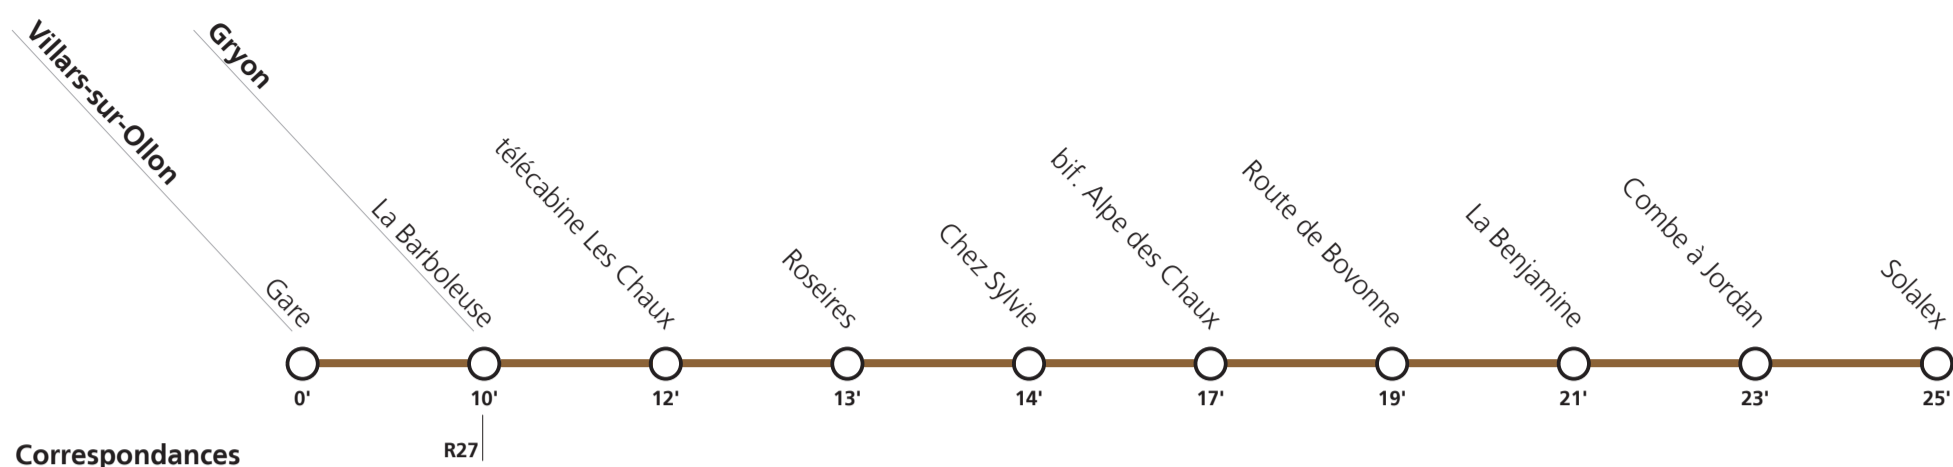 Villars-sur-Ollon
Gare
Gryon
La Barboleuse
télécabine Les Chaux
Roseires
Chez Sylvie
bif. Alpe des Chaux
Route de Bovonne
La Benjamine
Combe à Jordan
Solalex
0'
10'
12'
13'
14'
17'
19'
21'
23'
25'
Correspondances
R27